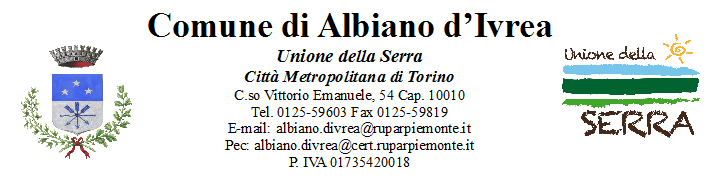 Comune di Albiano d’Ivrea
Unione della Serra
Città Metropolitana di Torino
C.so Vittorio Emanuele, 54 Cap. 10010
Tel. 0125-59603 Fax 0125-59819
E-mail: albiano.divrea@ruparpiemonte.it
Pec: albiano.divrea@cert.ruparpiemonte.it
P. IVA 01735420018
Unione della
SERRA